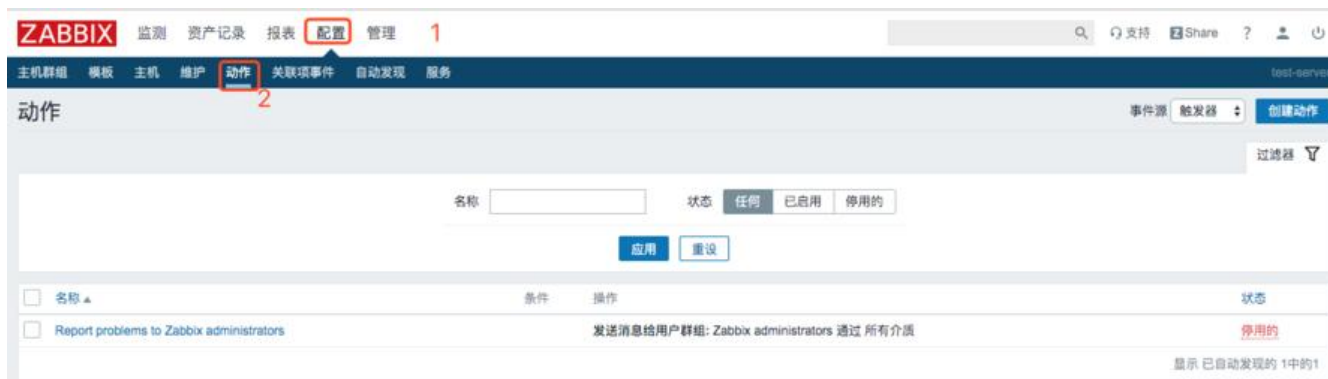 ZABBIX 监测 资产记录 报表 配置 管理 1 支持 Share ?
主机群组 模板 主机 维护 动作 关联项事件 自动发现 服务 test-server
2
动作 事件源 触发器 创建动作
过滤器
名称 状态 任何 已启用 停用的
应用 重设
名称 条件 操作 状态
Report problems to Zabbix administrators 发送消息给用户群组: Zabbix administrators 通过 所有介质 停用的
显示 已自动发现的 1中的1